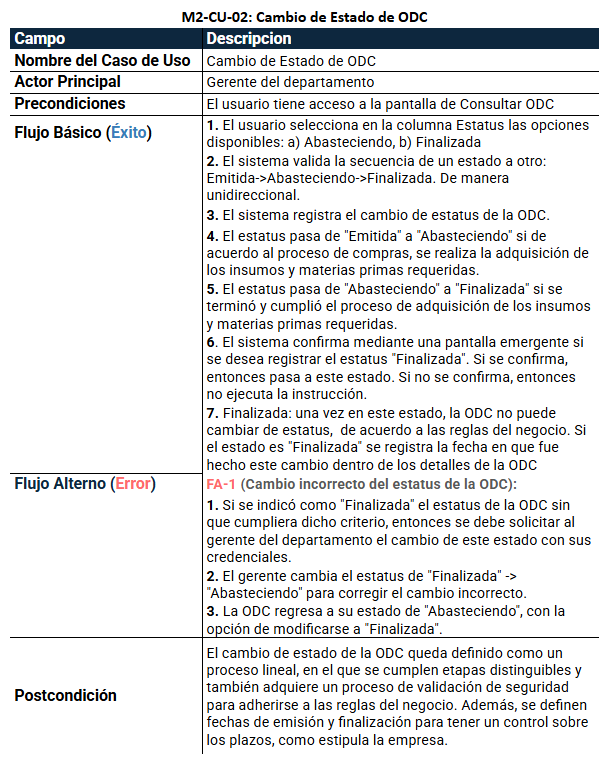 M2-CU-02: Cambio de Estado de ODC
Campo Descripcion
Nombre del Caso de Uso Cambio de Estado de ODC
Actor Principal Gerente del departamento
Precondiciones El usuario tiene acceso a la pantalla de Consultar ODC
Flujo Básico (Éxito)
1. El usuario selecciona en la columna Estatus las opciones
disponibles: a) Abasteciendo, b) Finalizada
2. El sistema valida la secuencia de un estado a otro:
Emitida->Abasteciendo->Finalizada. De manera
unidireccional.
3. El sistema registra el cambio de estatus de la ODC.
4. El estatus pasa de "Emitida" a "Abasteciendo" si de
acuerdo al proceso de compras, se realiza la adquisición de
los insumos y materias primas requeridas.
5. El estatus pasa de "Abasteciendo" a "Finalizada" si se
terminó y cumplió el proceso de adquisición de los insumos
y materias primas requeridas.
6. El sistema confirma mediante una pantalla emergente si
se desea registrar el estatus "Finalizada". Si se confirma,
entonces pasa a este estado. Si no se confirma, entonces
no ejecuta la instrucción.
7. Finalizada: una vez en este estado, la ODC no puede
cambiar de estatus, de acuerdo a las reglas del negocio. Si
el estado es "Finalizada" se registra la fecha en que fue
hecho este cambio dentro de los detalles de la ODC
Flujo Alterno (Error) FA-1 (Cambio incorrecto del estatus de la ODC):
1. Si se indicó como "Finalizada" el estatus de la ODC sin
que cumpliera dicho criterio, entonces se debe solicitar al
gerente del departamento el cambio de este estado con sus
credenciales.
2. El gerente cambia el estatus de "Finalizada" ->
"Abasteciendo" para corregir el cambio incorrecto.
3. La ODC regresa a su estado de "Abasteciendo", con la
opción de modificarse a "Finalizada".
Postcondición
El cambio de estado de la ODC queda definido como un
proceso lineal, en el que se cumplen etapas distinguibles y
también adquiere un proceso de validación de seguridad
para adherirse a las reglas del negocio. Además, se definen
fechas de emisión y finalización para tener un control sobre
los plazos, como estipula la empresa.